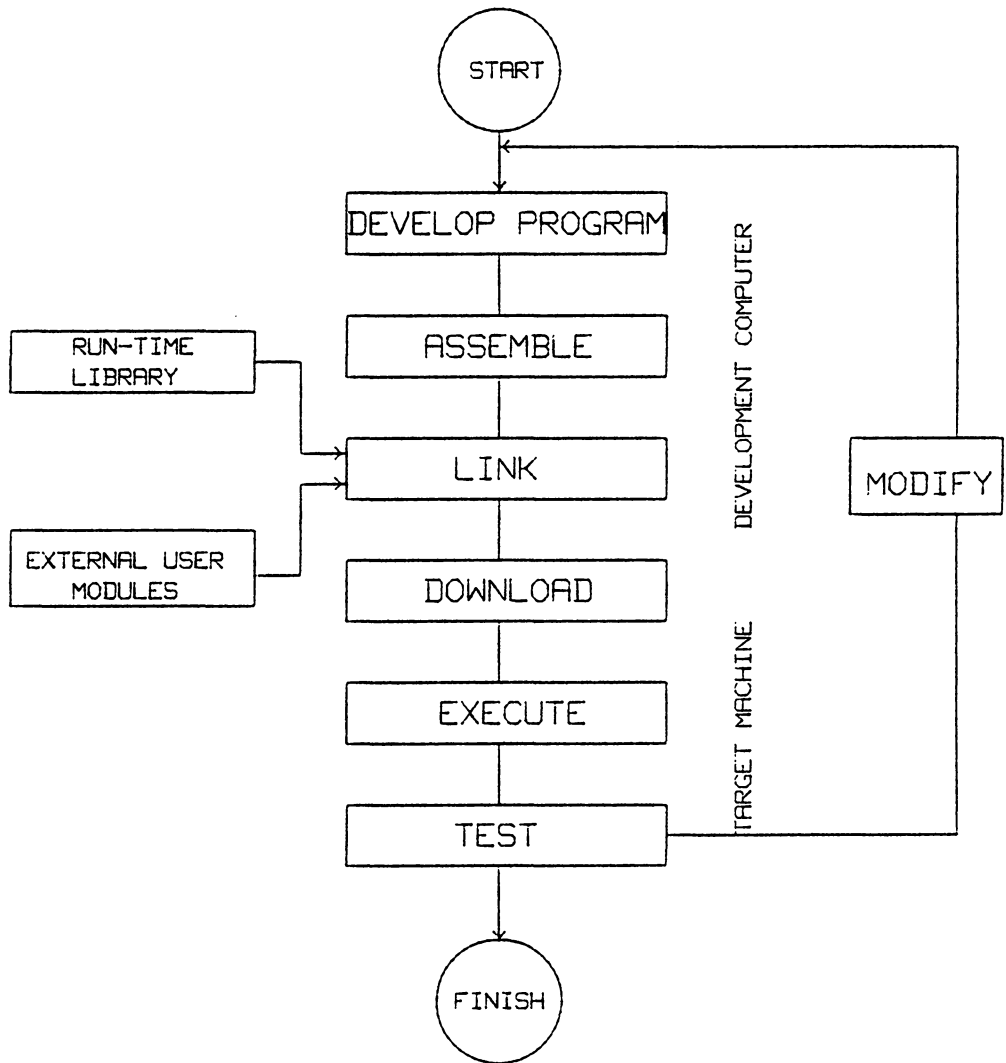 START
DEVELOP PROGRAM
ASSEMBLE
RUN-TIME
LIBRARY
LINK
EXTERNAL USER
MODULES
DOWNLOAD
EXECUTE
TEST
FINISH
DEVELOPMENT COMPUTER
TARGET MACHINE
MODIFY